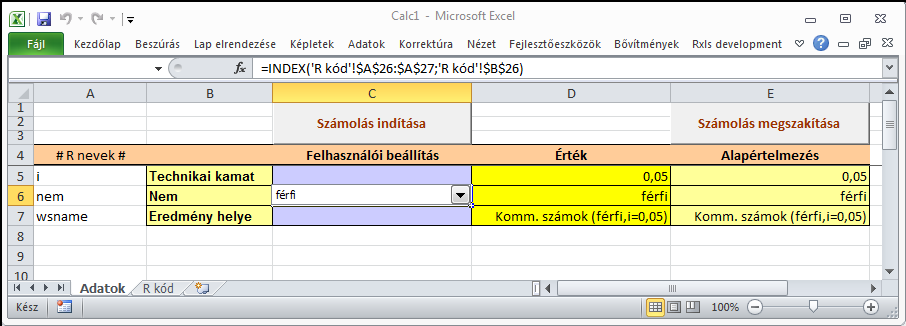 Calc1 - Microsoft Excel
Fájl Kezdőlap Beszúrás Lap elrendezése Képletek Adatok Korrektúra Nézet Fejlesztőeszközök Bővítmények Rxls development
fx =INDEX('R kód'!$A$26:$A$27;'R kód'!$B$26)
A B C D E
1
2 Számolás indítása Számolás megszakítása
3
4 # R nevek # Felhasználói beállítás Érték Alapértelmezés
5 i Technikai kamat 0,05 0,05
6 nem Nem férfi férfi férfi
7 wsname Eredmény helye Komm. számok (férfi,i=0,05) Komm. számok (férfi,i=0,05)
8
9
10
Adatok R kód
Kész 100%